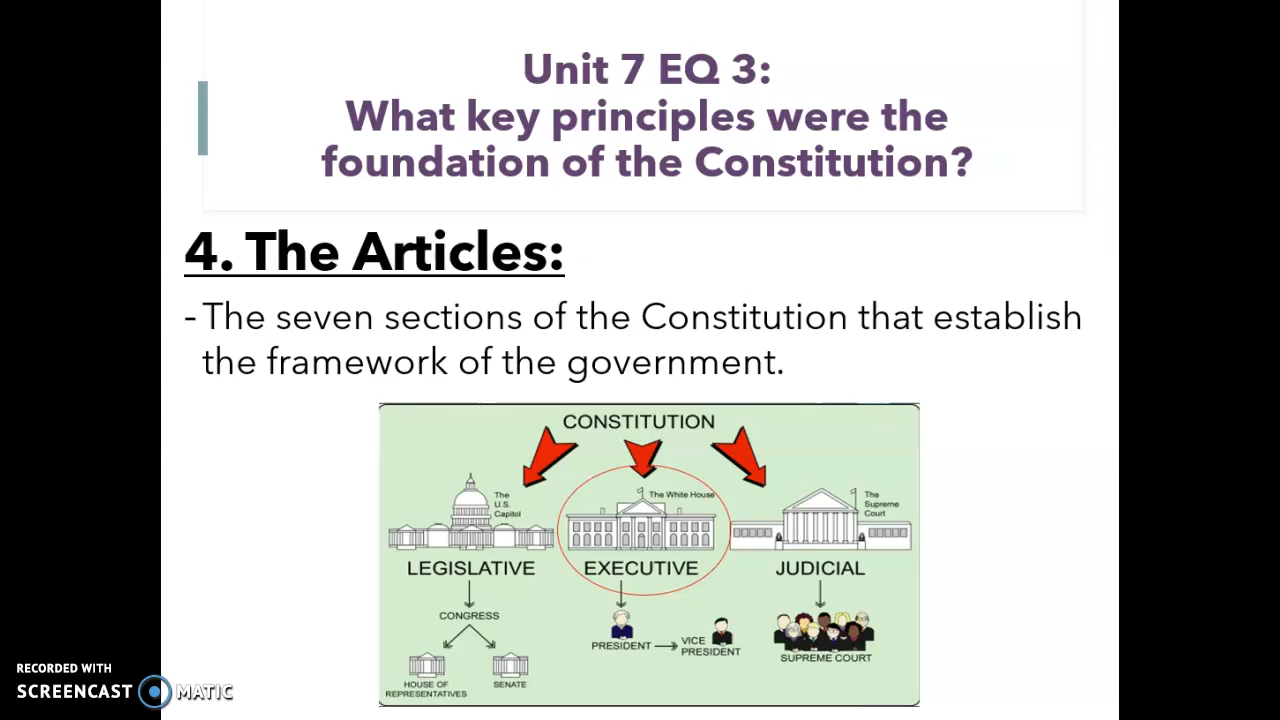 Unit 7 EQ 3:
What key principles were the
foundation of the Constitution?
4. The Articles:
- The seven sections of the Constitution that establish
the framework of the government.
CONSTITUTION
The
U.S.
Capitol
The White House
The
Supreme
Court
LEGISLATIVE
EXECUTIVE
JUDICIAL
CONGRESS
PRESIDENT
VICE
PRESIDENT
SUPREME COURT
HOUSE OF
REPRESENTATIVES
SENATE
RECORDED WITH
SCREENCAST MATIC